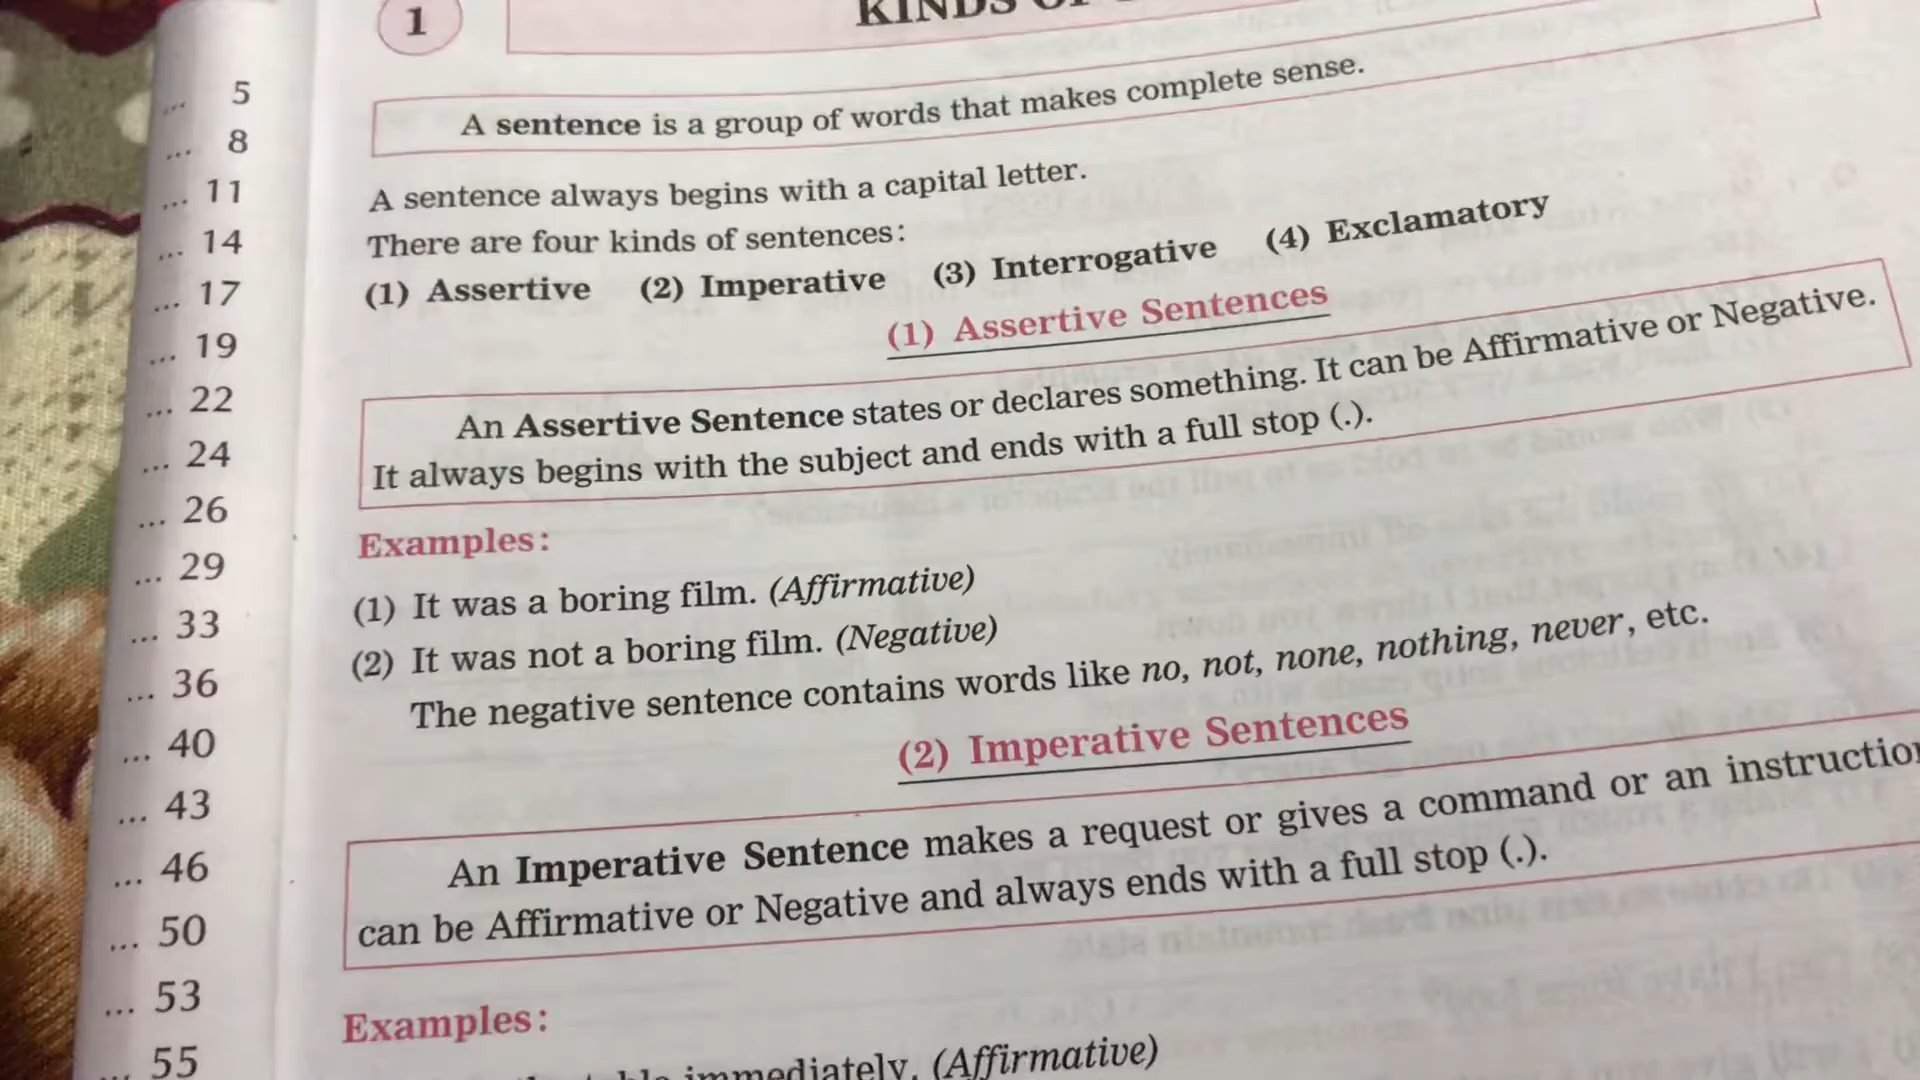 ... 5
... 8
... 11
... 14
... 17
... 19
... 22
... 24
... 26
... 29
... 33
... 36
... 40
... 43
... 46
... 50
... 53
... 55
1
KINDS
A sentence is a group of words that makes complete sense.
A sentence always begins with a capital letter.
There are four kinds of sentences:
(1) Assertive (2) Imperative (3) Interrogative (4) Exclamatory
(1) Assertive Sentences
An Assertive Sentence states or declares something. It can be Affirmative or Negative.
It always begins with the subject and ends with a full stop (.).
Examples:
(1) It was a boring film. (Affirmative)
(2) It was not a boring film. (Negative)
The negative sentence contains words like no, not, none, nothing, never, etc.
(2) Imperative Sentences
An Imperative Sentence makes a request or gives a command or an
can be Affirmative or Negative and always ends with a full stop (.).
Examples:
immediately. (Affirmative)